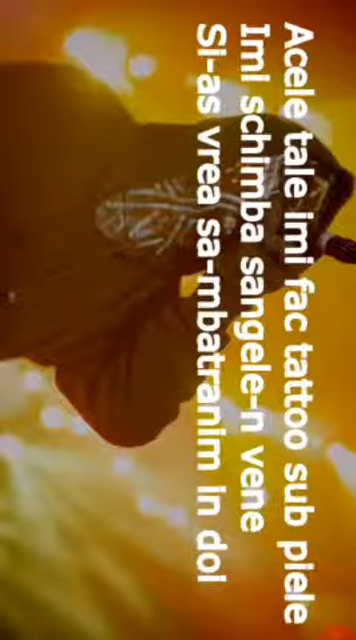 Acele tale imi fac tattoo sub piele
Imi schimba sangele-n vene
Si-as vrea sa-mbatranim in doi